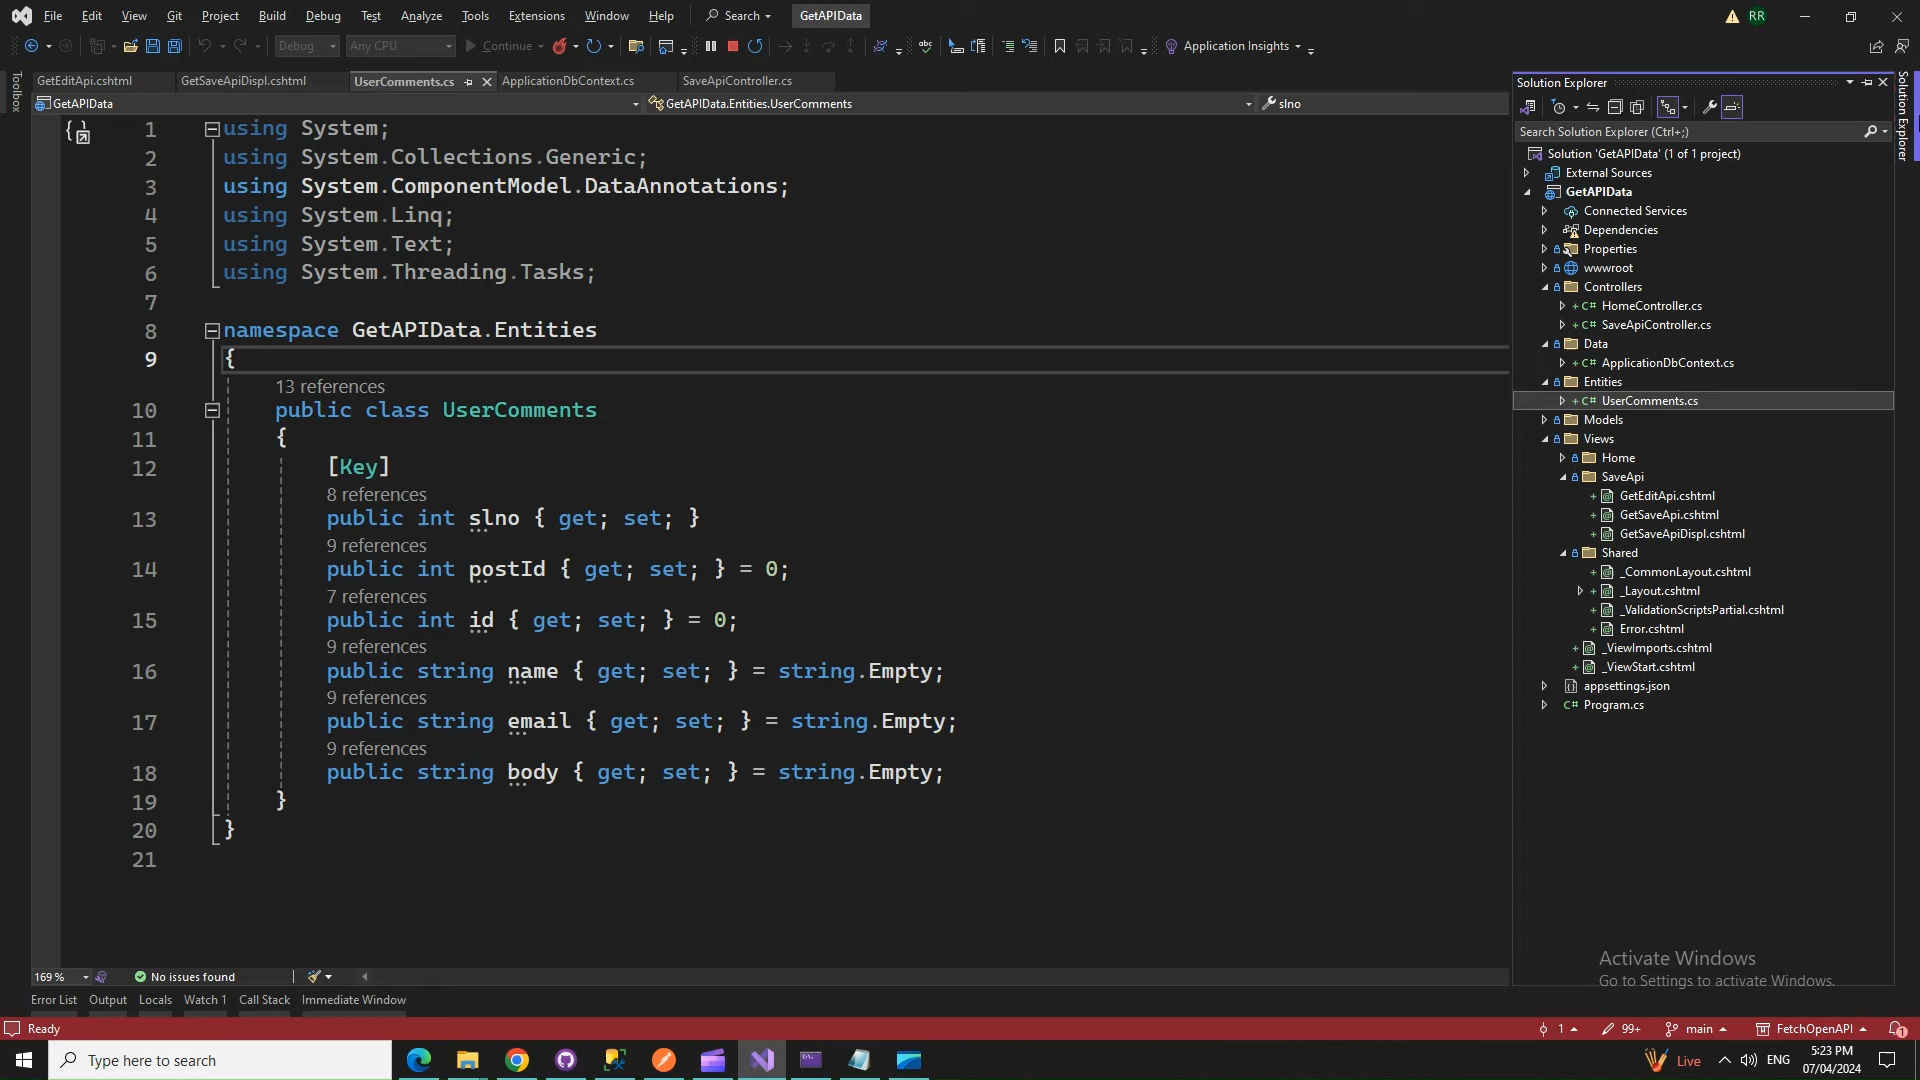 File Edit View Git Project Build Debug Test Analyze Tools Extensions Window Help Search GetAPIData RR
Debug Any CPU Continue abc Application Insights
GetEditApi.cshtml GetSaveApiDispl.cshtml UserComments.cs ApplicationDbContext.cs SaveApiController.cs
GetAPIData GetAPIData.Entities.UserComments slno
Toolbox
1 using System;
2 using System.Collections.Generic;
3 using System.ComponentModel.DataAnnotations;
4 using System.Linq;
5 using System.Text;
6 using System.Threading.Tasks;
7
8 namespace GetAPIData.Entities
9 {
13 references
10 public class UserComments
11 {
12 [Key]
8 references
13 public int slno { get; set; }
9 references
14 public int postId { get; set; } = 0;
7 references
15 public int id { get; set; } = 0;
9 references
16 public string name { get; set; } = string.Empty;
9 references
17 public string email { get; set; } = string.Empty;
9 references
18 public string body { get; set; } = string.Empty;
19 }
20 }
21
169 % No issues found
Error List Output Locals Watch 1 Call Stack Immediate Window
Solution Explorer
Search Solution Explorer (Ctrl+;)
Solution 'GetAPIData' (1 of 1 project)
External Sources
GetAPIData
Connected Services
Dependencies
Properties
wwwroot
Controllers
C# HomeController.cs
C# SaveApiController.cs
Data
C# ApplicationDbContext.cs
Entities
C# UserComments.cs
Models
Views
Home
SaveApi
GetEditApi.cshtml
GetSaveApi.cshtml
GetSaveApiDispl.cshtml
Shared
_CommonLayout.cshtml
_Layout.cshtml
_ValidationScriptsPartial.cshtml
Error.cshtml
_ViewImports.cshtml
_ViewStart.cshtml
appsettings.json
C# Program.cs
Solution Explorer
Activate Windows
Go to Settings to activate Windows.
Ready 1 99+ main FetchOpenAPI 1
Type here to search Live ENG 5:23 PM
07/04/2024